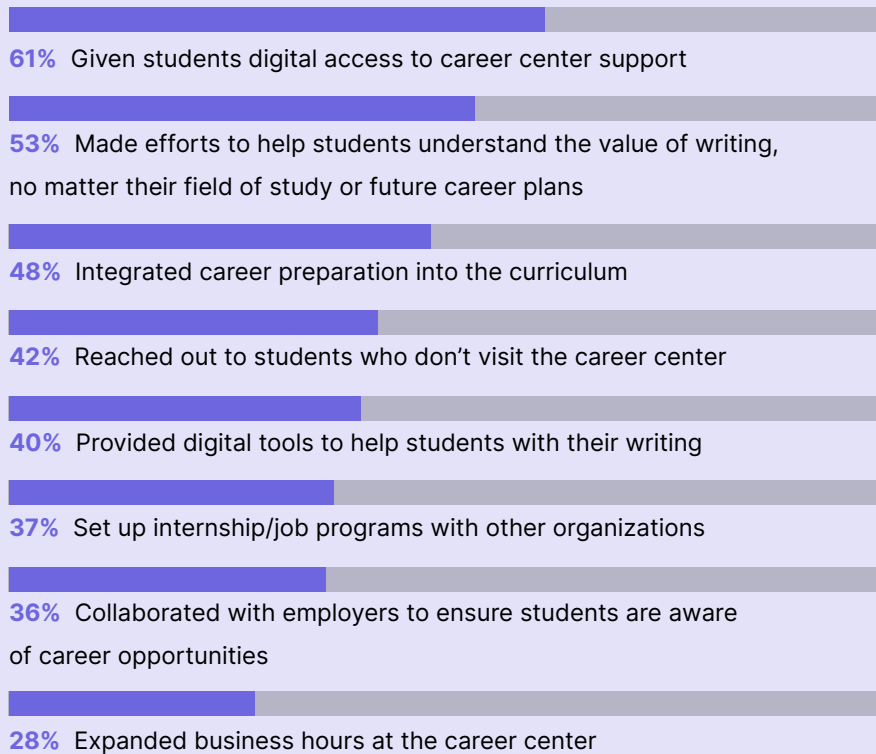 61% Given students digital access to career center support
53% Made efforts to help students understand the value of writing,
no matter their field of study or future career plans
48% Integrated career preparation into the curriculum
42% Reached out to students who don’t visit the career center
40% Provided digital tools to help students with their writing
37% Set up internship/job programs with other organizations
36% Collaborated with employers to ensure students are aware
of career opportunities
28% Expanded business hours at the career center